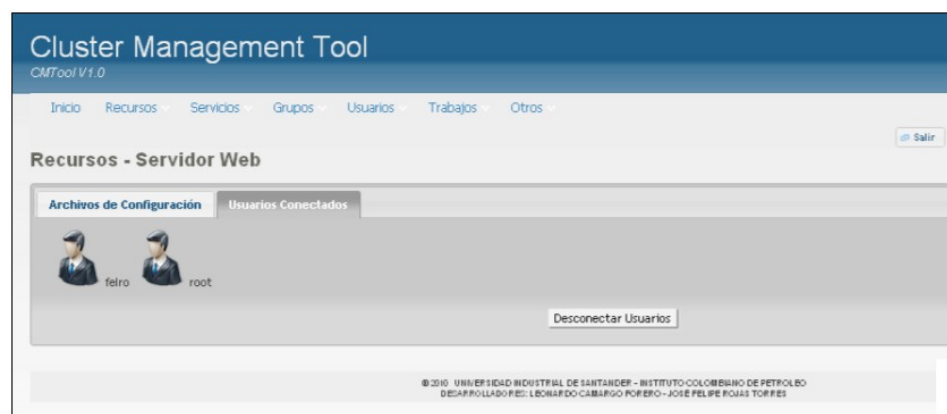 Cluster Management Tool
CMTool V1.0
Inicio Recursos Servicios Grupos Usuarios Trabajos Otros
Salir
Recursos - Servidor Web
Archivos de Configuración Usuarios Conectados
felro root
Desconectar Usuarios
© 2010 UNIVERSIDAD INDUSTRIAL DE SANTANDER - INSTITUTO COLOMBIANO DE PETROLEO
DESARROLLADORES: LEONARDO CAMARGO FORERO - JOSÉ FELIPE ROJAS TORRES